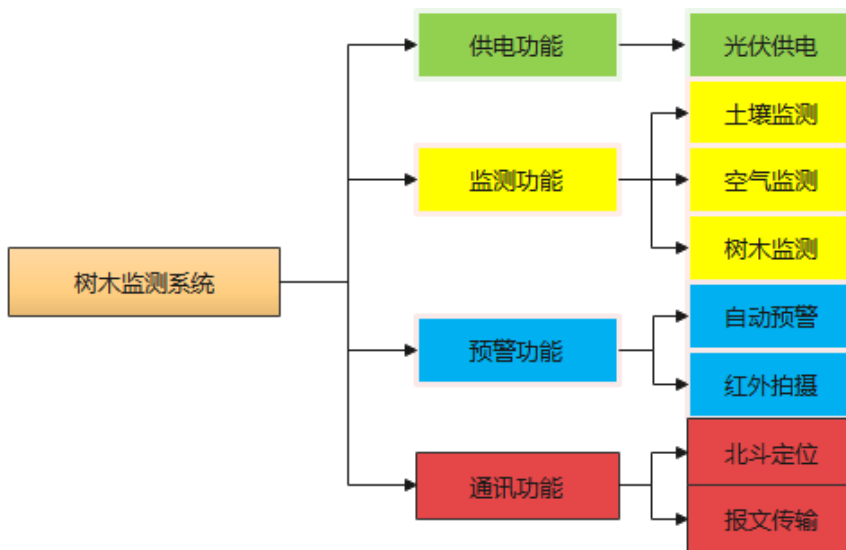 供电功能
光伏供电
土壤监测
监测功能
空气监测
树木监测
树木监测系统
自动预警
预警功能
红外拍摄
北斗定位
通讯功能
报文传输